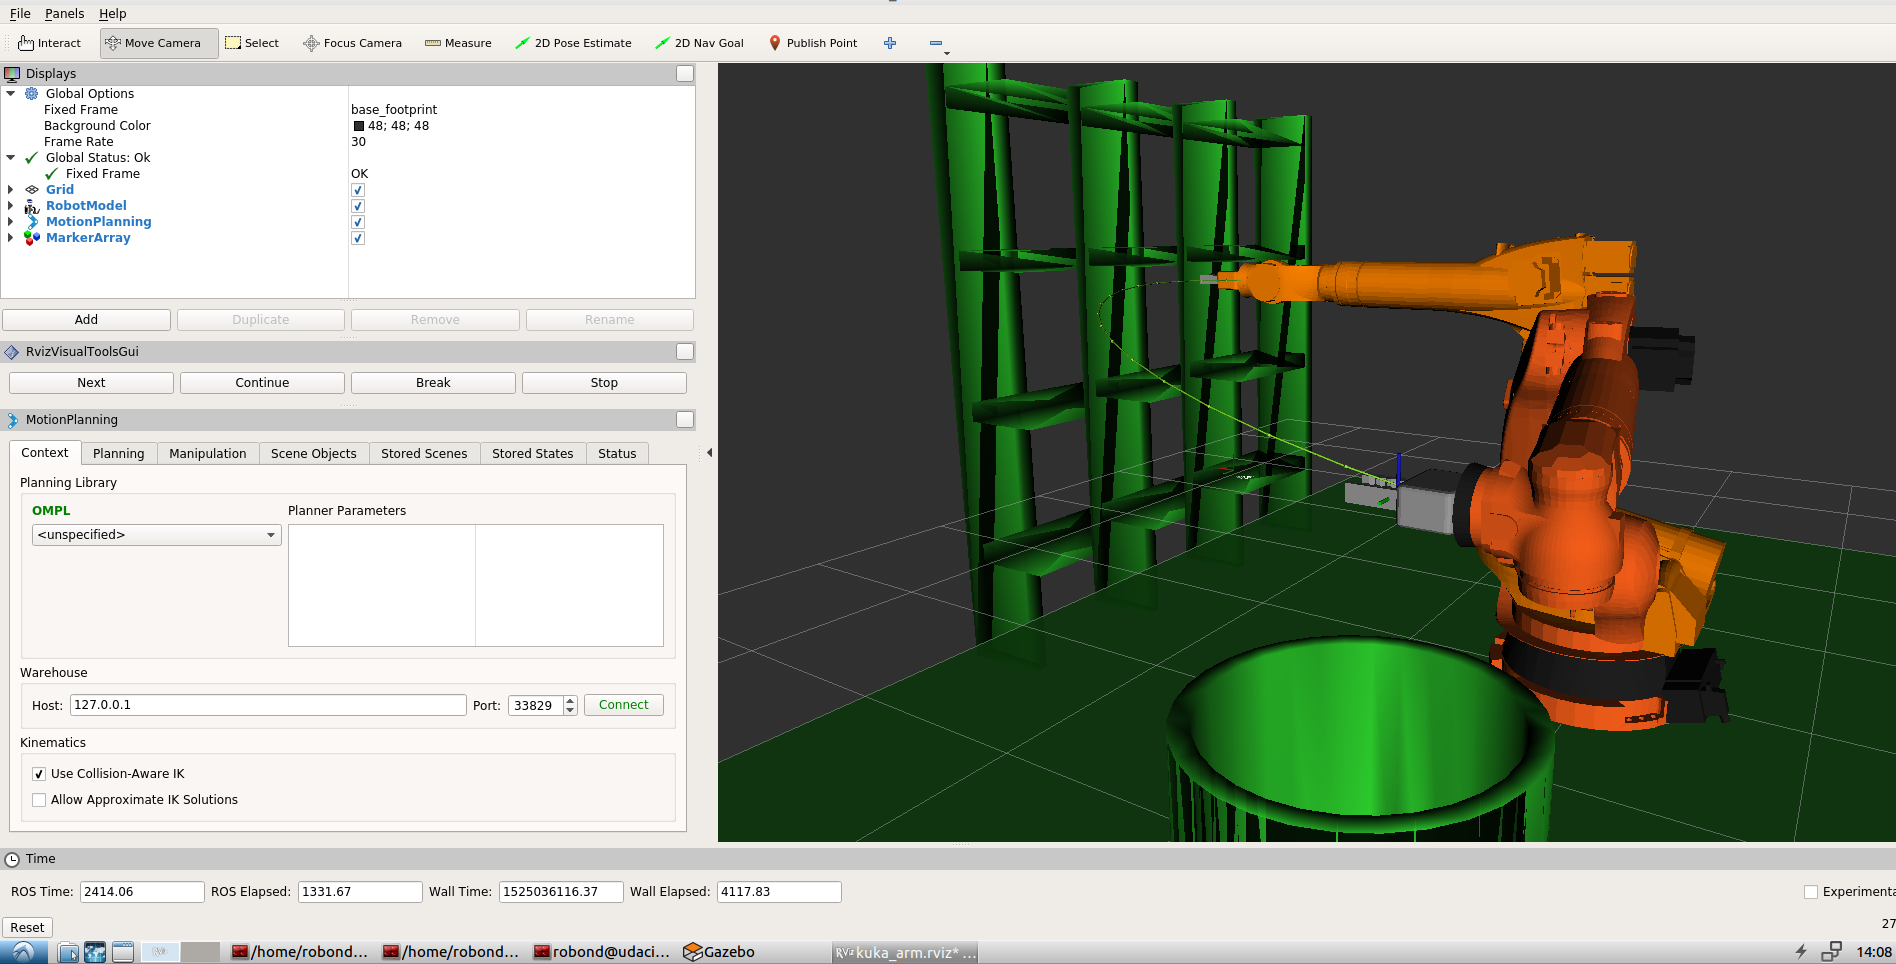 File Panels Help
Interact Move Camera Select Focus Camera Measure 2D Pose Estimate 2D Nav Goal Publish Point
Displays
Global Options
Fixed Frame base_footprint
Background Color 48; 48; 48
Frame Rate 30
Global Status: Ok
Fixed Frame OK
Grid
RobotModel
MotionPlanning
MarkerArray
Add Duplicate Remove Rename
RvizVisualToolsGui
Next Continue Break Stop
MotionPlanning
Context Planning Manipulation Scene Objects Stored Scenes Stored States Status
Planning Library
OMPL Planner Parameters
<unspecified>
Warehouse
Host: 127.0.0.1 Port: 33829 Connect
Kinematics
Use Collision-Aware IK
Allow Approximate IK Solutions
Time
ROS Time: 2414.06 ROS Elapsed: 1331.67 Wall Time: 1525036116.37 Wall Elapsed: 4117.83 Experimenta
Reset 27
/home/robond... /home/robond... robond@udaci... Gazebo kuka_arm.rviz* ... 14:08